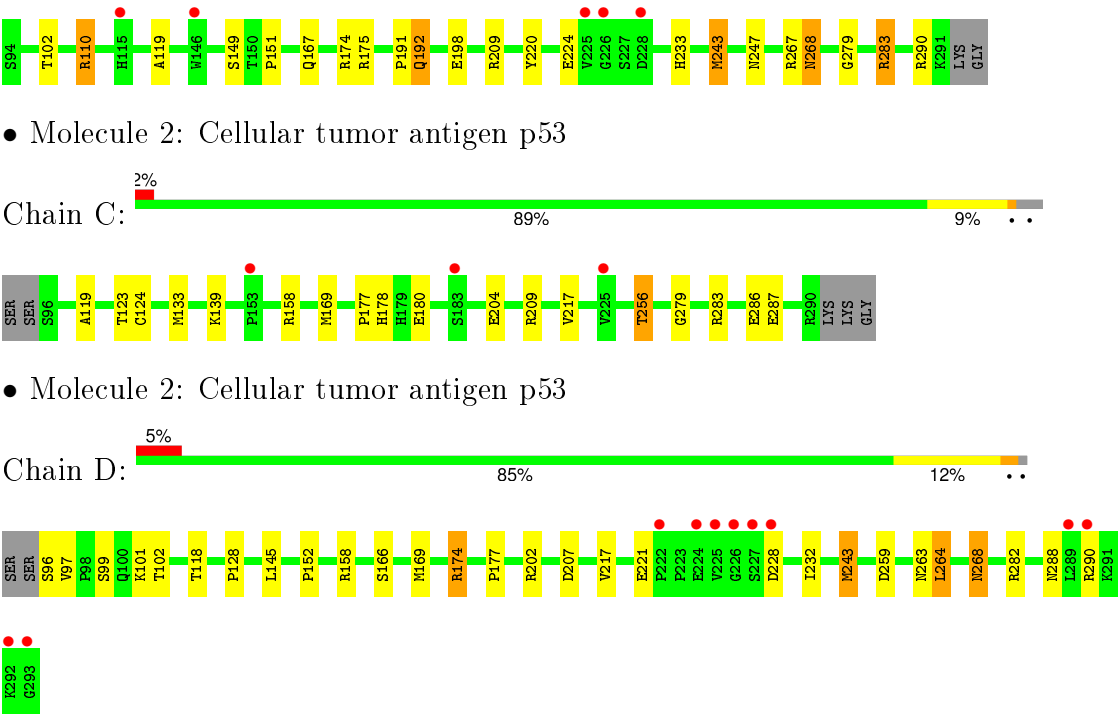 S94 T102 R110 H115 A119 W146 S149 T150 P151 Q167 R174 R175 P191 Q192 E198 R209 Y220 E224 V225 G226 S227 D228 H233 M243 N247 R267 N268 G279 R283 R290 K291 LYS GLY
• Molecule 2: Cellular tumor antigen p53
2%
Chain C:
89% 9% • •
SER SER S96 A119 T123 C124 M133 K139 P153 R158 M169 P177 H178 H179 E180 S183 E204 R209 V217 V225 T256 G279 R283 E286 E287 R290 LYS LYS GLY
• Molecule 2: Cellular tumor antigen p53
5%
Chain D:
85% 12% • •
SER SER S96 V97 P98 S99 Q100 K101 T102 T118 P128 L145 P152 R158 S166 M169 R174 P177 R202 D207 V217 E221 P222 P223 E224 V225 G226 S227 D228 I232 M243 D259 N263 L264 N268 R282 N288 L289 R290 K291
K292 G293